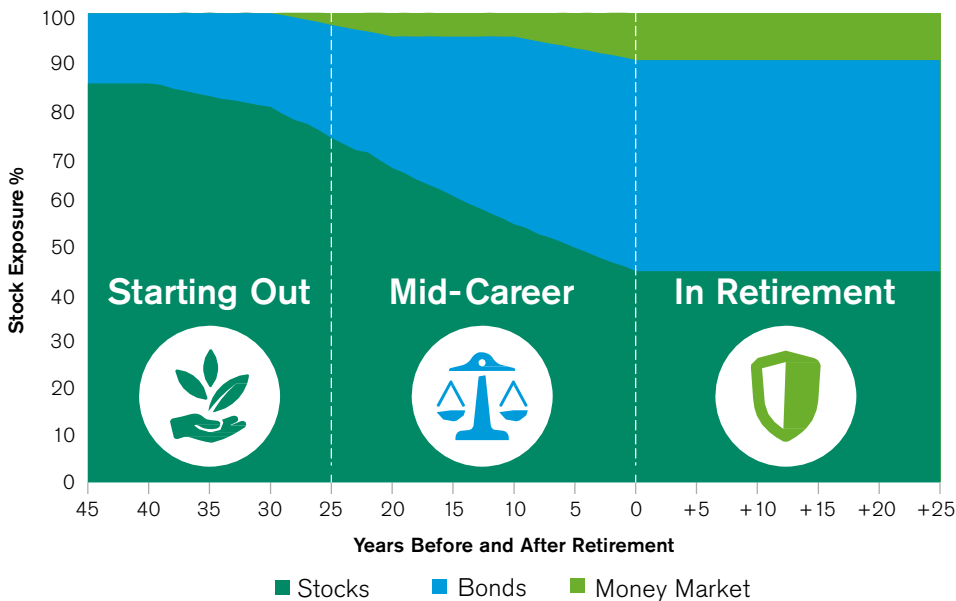 Stock Exposure %
100
90
80
70
60
50
40
30
20
10
0
Starting Out
Mid-Career
In Retirement
45 40 35 30 25 20 15 10 5 0 +5 +10 +15 +20 +25
Years Before and After Retirement
Stocks Bonds Money Market